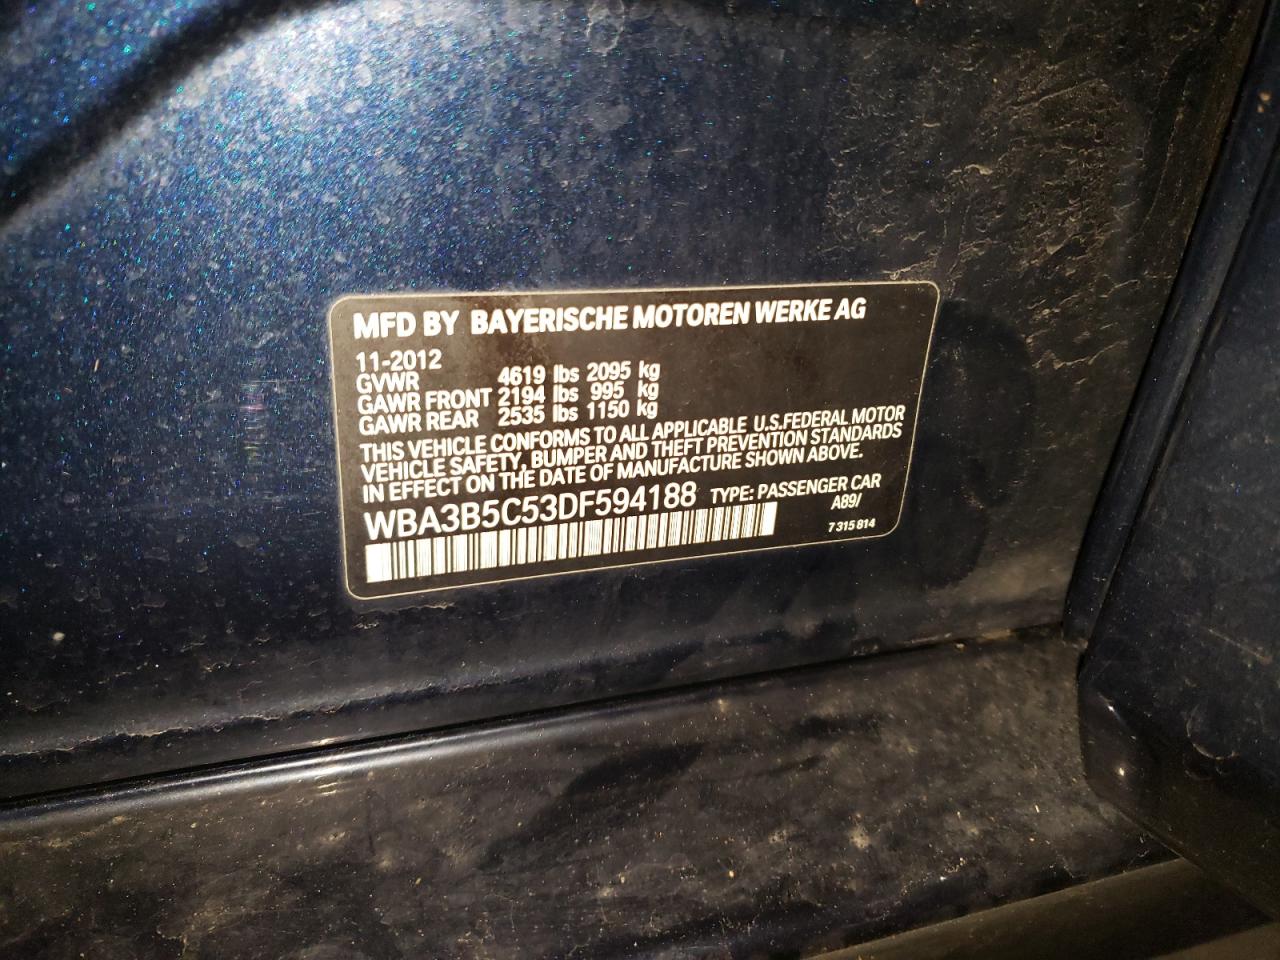 MFD BY BAYERISCHE MOTOREN WERKE AG
11-2012
GVWR 4619 lbs 2095 kg
GAWR FRONT 2194 lbs 995 kg
GAWR REAR 2535 lbs 1150 kg
THIS VEHICLE CONFORMS TO ALL APPLICABLE U.S.FEDERAL MOTOR
VEHICLE SAFETY, BUMPER AND THEFT PREVENTION STANDARDS
IN EFFECT ON THE DATE OF MANUFACTURE SHOWN ABOVE.
WBA3B5C53DF594188 TYPE: PASSENGER CAR
A89/
7 315 814